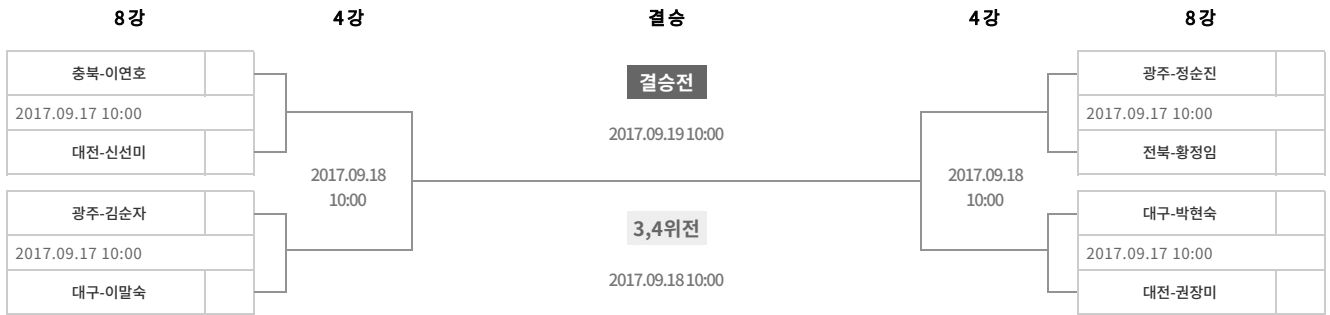 8강
4강
결승
4강
8강
충북-이연호
2017.09.17 10:00
대전-신선미
광주-김순자
2017.09.17 10:00
대구-이말숙
2017.09.18
10:00
결승전
2017.09.19 10:00
3,4위전
2017.09.18 10:00
2017.09.18
10:00
광주-정순진
2017.09.17 10:00
전북-황정임
대구-박현숙
2017.09.17 10:00
대전-권장미